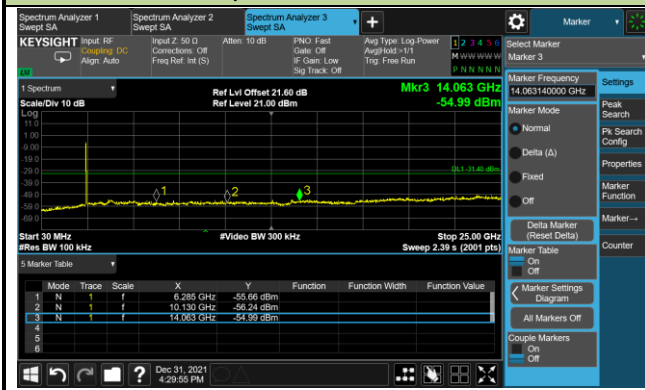 Spectrum Analyzer 1
Swept SA
Spectrum Analyzer 2
Swept SA
Spectrum Analyzer 3
Swept SA
+
Marker
KEYSIGHT
Input: RF
Coupling: DC
Align: Auto
Input Z: 50 Ω
Corrections: Off
Freq Ref: Int (S)
Atten: 10 dB
PNO: Fast
Gate: Off
IF Gain: Low
Sig Track: Off
Avg Type: Log-Power
Avg|Hold:>1/1
Trig: Free Run
1 2 3 4 5 6
M W W W W W
P N N N N N
LM
Select Marker
Marker 3
1 Spectrum
Scale/Div 10 dB
Ref Lvl Offset 21.60 dB
Ref Level 21.00 dBm
Mkr3 14.063 GHz
-54.99 dBm
Log
11.0
1.00
-9.00
-19.0
-29.0
-39.0
-49.0
-59.0
-69.0
DL1 -31.40 dBm
1
2
3
Start 30 MHz
#Res BW 100 kHz
#Video BW 300 kHz
Stop 25.00 GHz
Sweep 2.39 s (2001 pts)
5 Marker Table
Mode Trace Scale X Y Function Function Width Function Value
1 N 1 f 6.285 GHz -55.66 dBm
2 N 1 f 10.130 GHz -56.24 dBm
3 N 1 f 14.063 GHz -54.99 dBm
4
5
6
Marker Frequency
14.063140000 GHz
Marker Mode
Normal
Delta (Δ)
Fixed
Off
Delta Marker
(Reset Delta)
Marker Table
On
Off
Marker Settings
Diagram
All Markers Off
Couple Markers
On
Off
Settings
Peak
Search
Pk Search
Config
Properties
Marker
Function
Marker→
Counter
?
Dec 31, 2021
4:29:55 PM